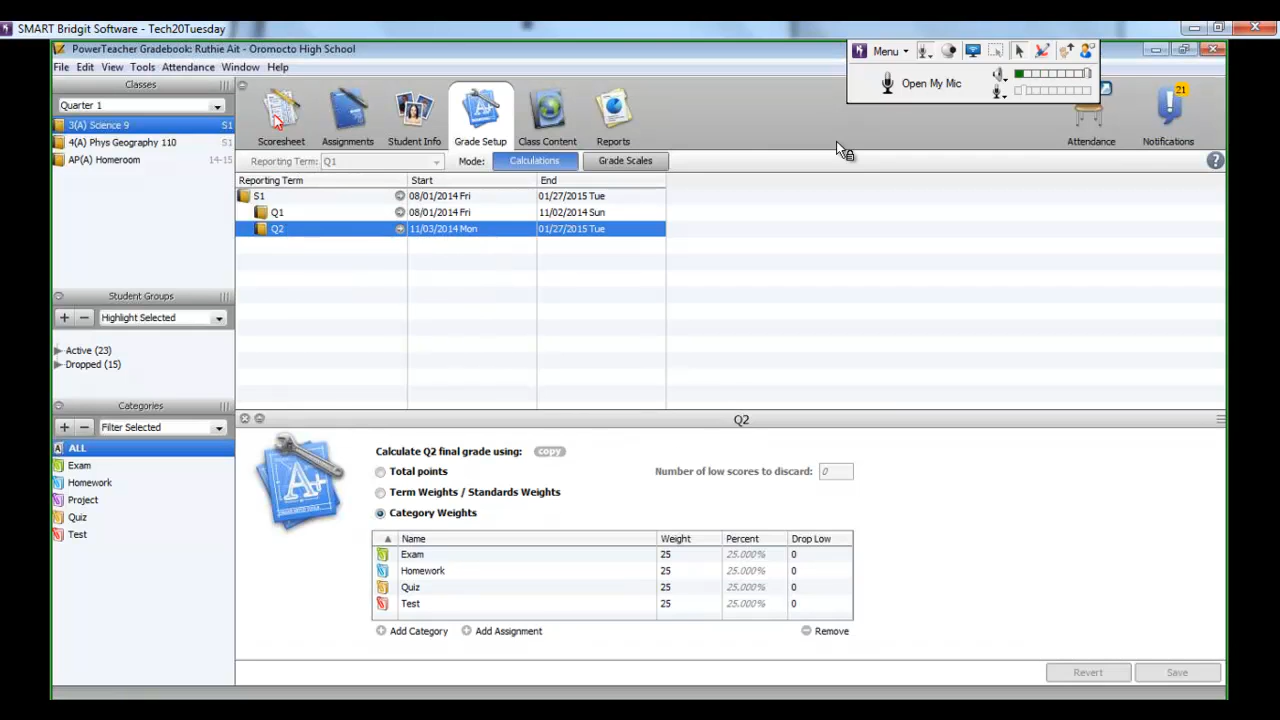 SMART Bridgit Software - Tech20Tuesday
PowerTeacher Gradebook: Ruthie Ait - Oromocto High School
File Edit View Tools Attendance Window Help
Menu
Open My Mic
Classes
Quarter 1
3(A) Science 9 S1
4(A) Phys Geography 110 S1
AP(A) Homeroom 14-15
Scoresheet Assignments Student Info Grade Setup Class Content Reports
21
Attendance Notifications
Reporting Term: Q1 Mode: Calculations Grade Scales ?
Reporting Term Start End
S1 08/01/2014 Fri 01/27/2015 Tue
Q1 08/01/2014 Fri 11/02/2014 Sun
Q2 11/03/2014 Mon 01/27/2015 Tue
Student Groups
Highlight Selected
Active (23)
Dropped (15)
Categories
Filter Selected
A ALL
Exam
Homework
Project
Quiz
Test
Q2
A+
Calculate Q2 final grade using: copy
Total points Number of low scores to discard: 0
Term Weights / Standards Weights
Category Weights
Name Weight Percent Drop Low
Exam 25 25.000% 0
Homework 25 25.000% 0
Quiz 25 25.000% 0
Test 25 25.000% 0
Add Category Add Assignment Remove
Revert Save